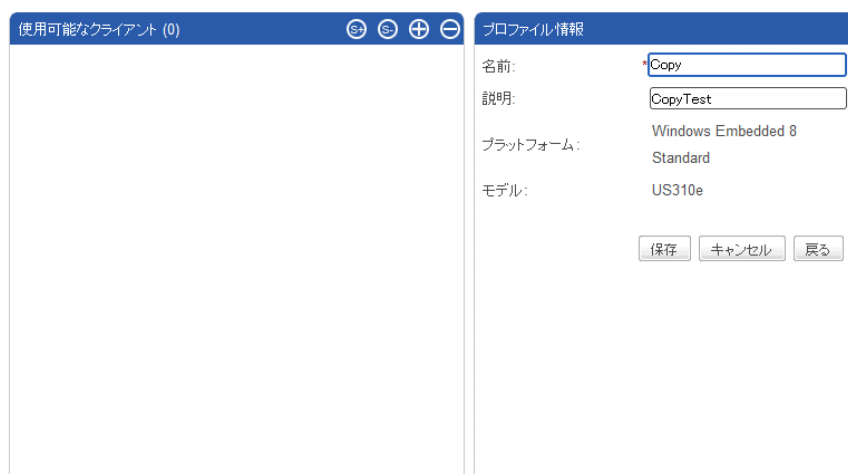 使用可能なクライアント (0)
S+ S-
プロファイル情報
名前: *Copy
説明: CopyTest
プラットフォーム: Windows Embedded 8
Standard
モデル: US310e
保存 キャンセル 戻る